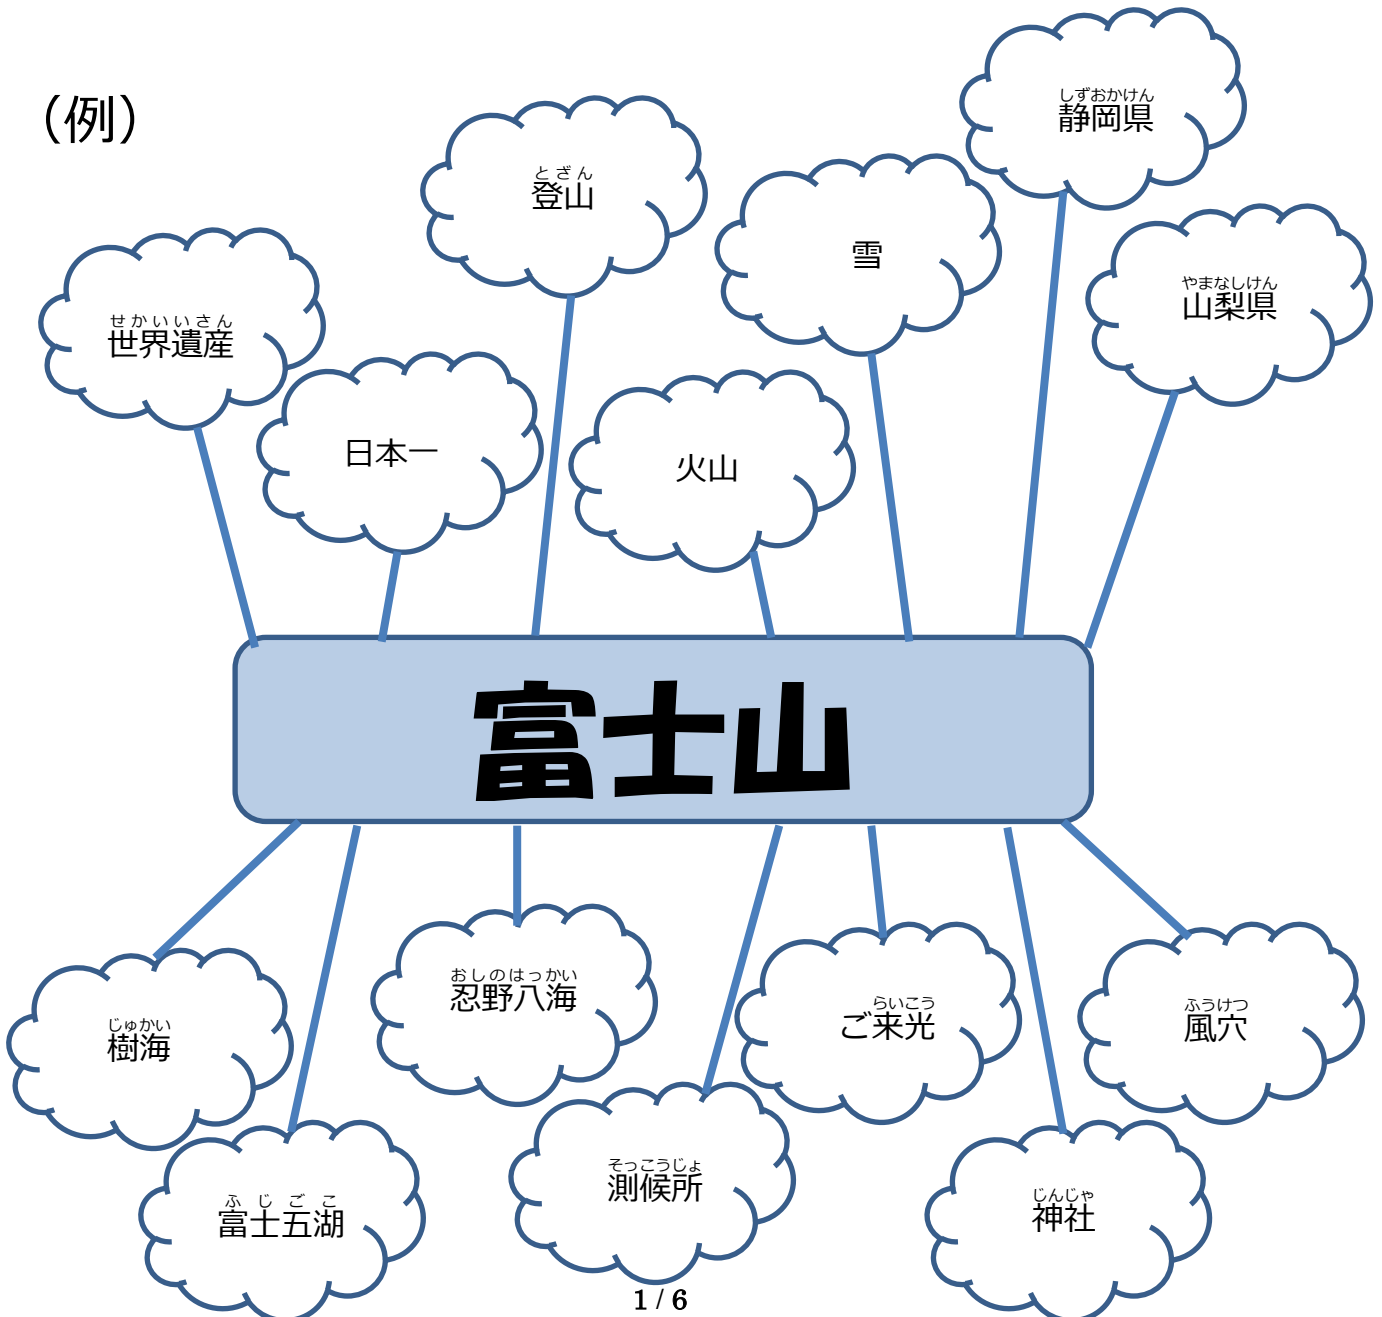 （例）
しずおかけん
静岡県
とざん
登山
雪
やまなしけん
山梨県
せかいいさん
世界遺産
日本一
火山
富士山
おしのはっかい
忍野八海
らいこう
ご来光
ふうけつ
風穴
じゅかい
樹海
そっこうじょ
測候所
ふじごこ
富士五湖
じんじゃ
神社
1 / 6